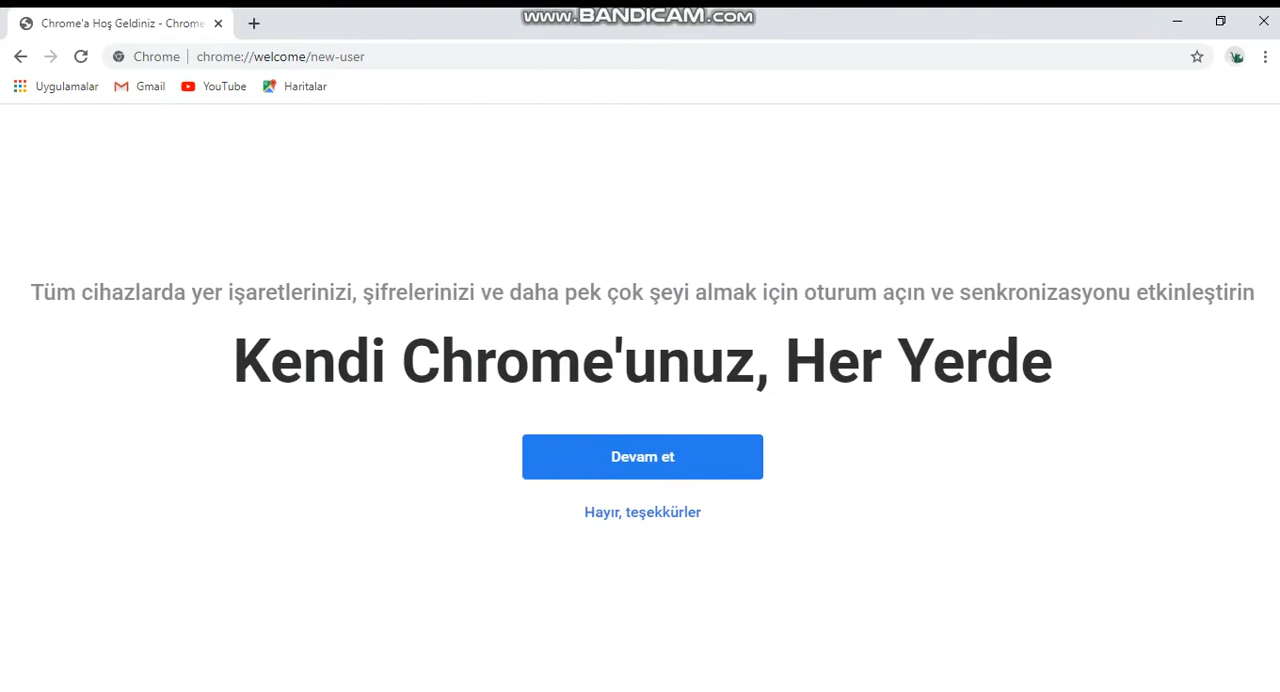 www.BANDICAM.com
Chrome'a Hoş Geldiniz - Chrome
Chrome | chrome://welcome/new-user
Uygulamalar Gmail YouTube Haritalar
Tüm cihazlarda yer işaretlerinizi, şifrelerinizi ve daha pek çok şeyi almak için oturum açın ve senkronizasyonu etkinleştirin
Kendi Chrome'unuz, Her Yerde
Devam et
Hayır, teşekkürler